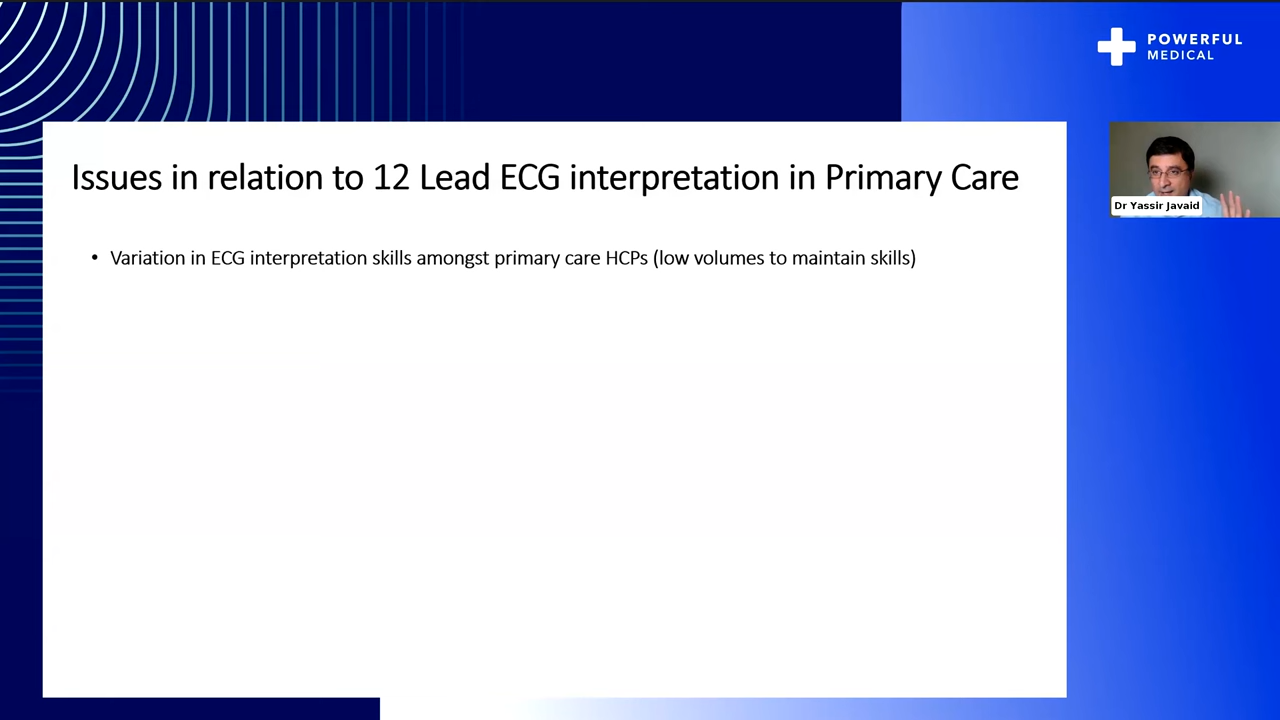 POWERFUL
MEDICAL
Issues in relation to 12 Lead ECG interpretation in Primary Care
Dr Yassir Javaid
• Variation in ECG interpretation skills amongst primary care HCPs (low volumes to maintain skills)